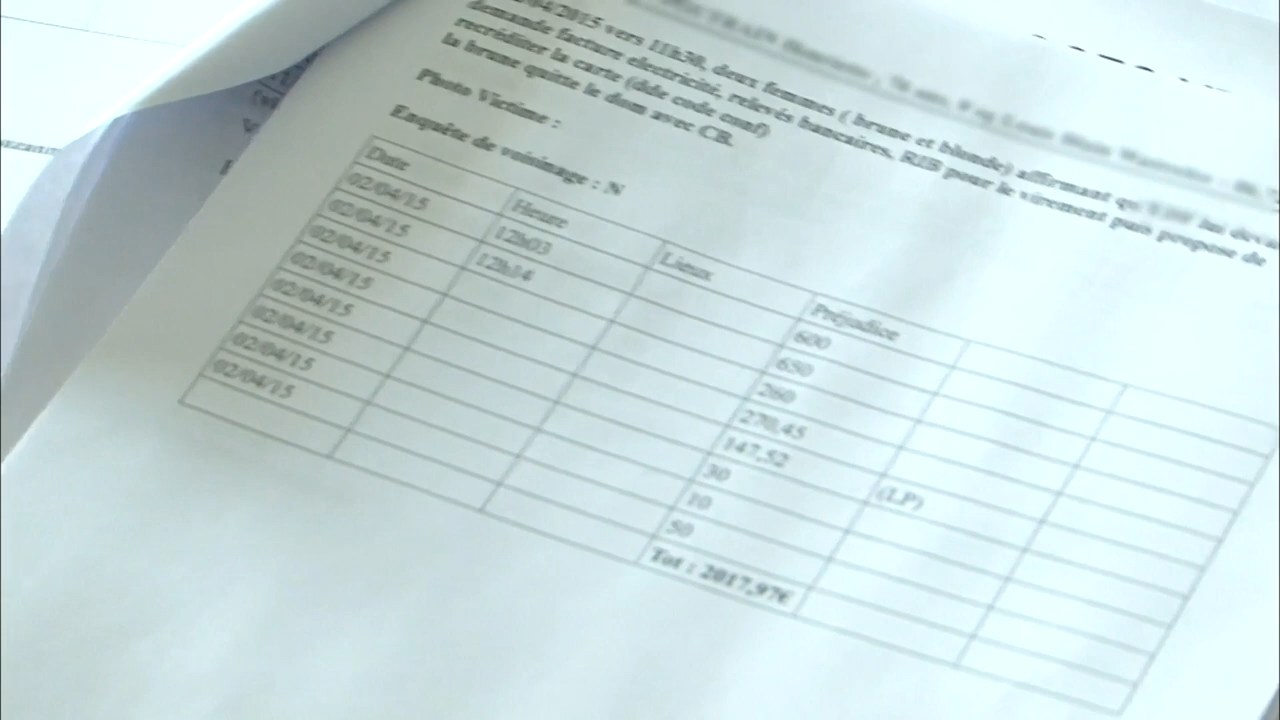 /04/2015 vers 11h30, deux femmes ( brune et blonde) affirmant qu
demande facture électricité, relevés bancaires, RIB pour le virement puis propose de
recréditer la carte (dde code conf)
la brune quitte le dom avec CB.
Photo Victime :
Enquête de voisinage : N
Date Heure Lieux Préjudice
02/04/15 12h03 600
02/04/15 12h14 650
02/04/15 260
02/04/15 270,45
02/04/15 147,52 (LP)
02/04/15 30
02/04/15 10
02/04/15 50
Tot : 2017,97€